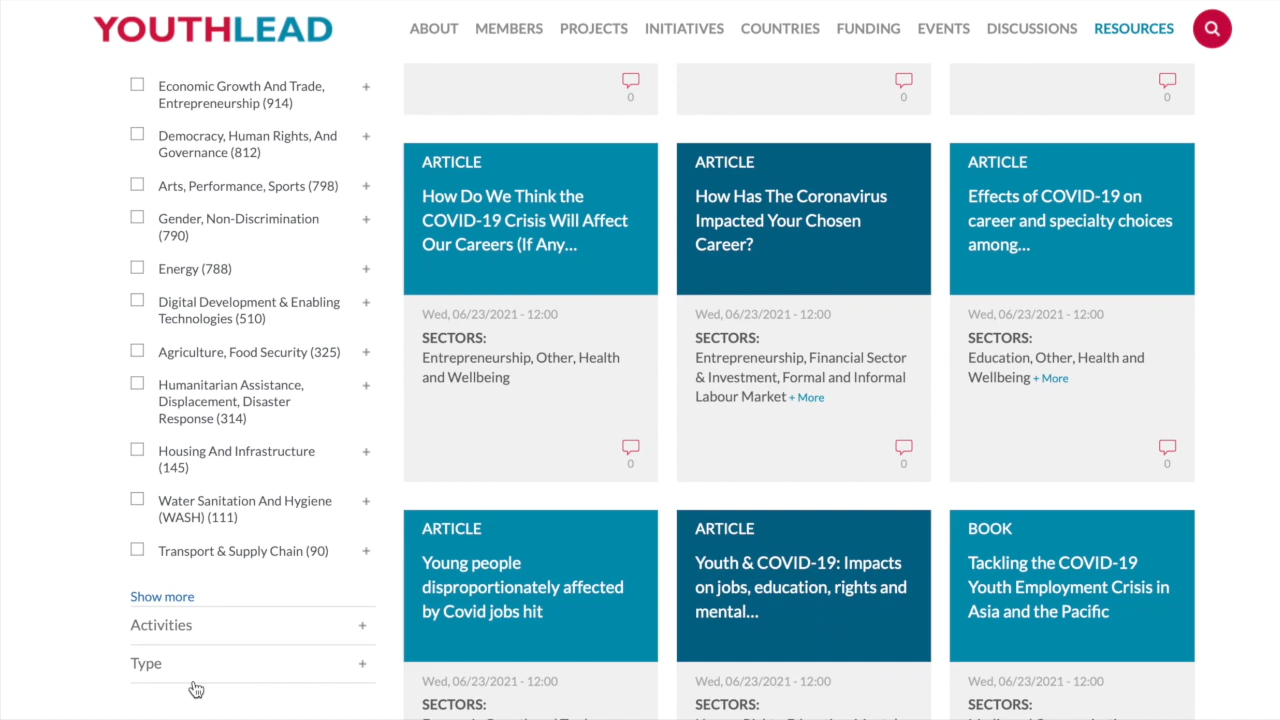 YOUTHLEAD
ABOUT MEMBERS PROJECTS INITIATIVES COUNTRIES FUNDING EVENTS DISCUSSIONS RESOURCES
Economic Growth And Trade, +
Entrepreneurship (914)
Democracy, Human Rights, And +
Governance (812)
Arts, Performance, Sports (798) +
Gender, Non-Discrimination +
(790)
Energy (788) +
Digital Development & Enabling +
Technologies (510)
Agriculture, Food Security (325) +
Humanitarian Assistance, +
Displacement, Disaster
Response (314)
Housing And Infrastructure +
(145)
Water Sanitation And Hygiene +
(WASH) (111)
Transport & Supply Chain (90) +
Show more
Activities +
Type +
0
0
0
ARTICLE
How Do We Think the
COVID-19 Crisis Will Affect
Our Careers (If Any...
Wed, 06/23/2021 - 12:00
SECTORS:
Entrepreneurship, Other, Health
and Wellbeing
0
ARTICLE
How Has The Coronavirus
Impacted Your Chosen
Career?
Wed, 06/23/2021 - 12:00
SECTORS:
Entrepreneurship, Financial Sector
& Investment, Formal and Informal
Labour Market + More
0
ARTICLE
Effects of COVID-19 on
career and specialty choices
among...
Wed, 06/23/2021 - 12:00
SECTORS:
Education, Other, Health and
Wellbeing + More
0
ARTICLE
Young people
disproportionately affected
by Covid jobs hit
Wed, 06/23/2021 - 12:00
SECTORS:
ARTICLE
Youth & COVID-19: Impacts
on jobs, education, rights and
mental...
Wed, 06/23/2021 - 12:00
SECTORS:
BOOK
Tackling the COVID-19
Youth Employment Crisis in
Asia and the Pacific
Wed, 06/23/2021 - 12:00
SECTORS: